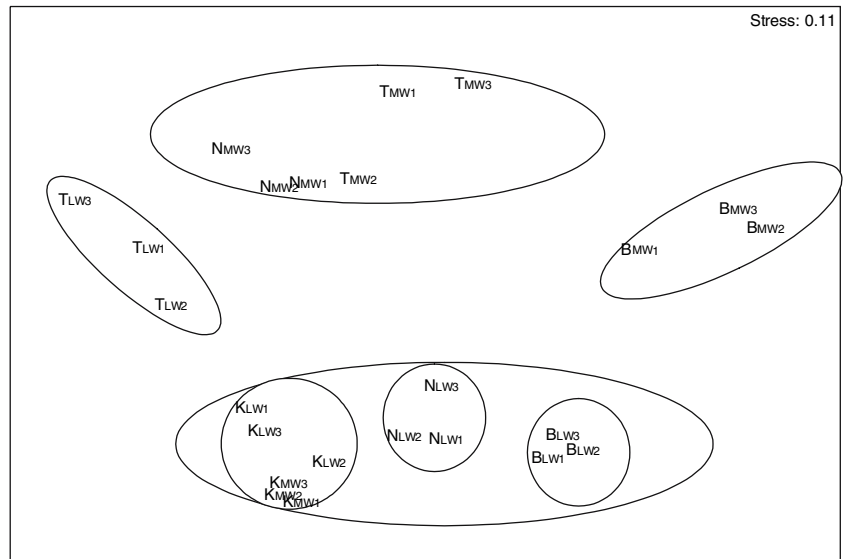 Stress: 0.11
TMW1 TMW3
NMW3
NMW2 NMW1 TMW2
TLW3
TLW1
TLW2
BMW3
BMW2
BMW1
NLW3
KLW1
KLW3
NLW2 NLW1
BLW3
BLW2
BLW1
KLW2
KMW3
KMW2
KMW1